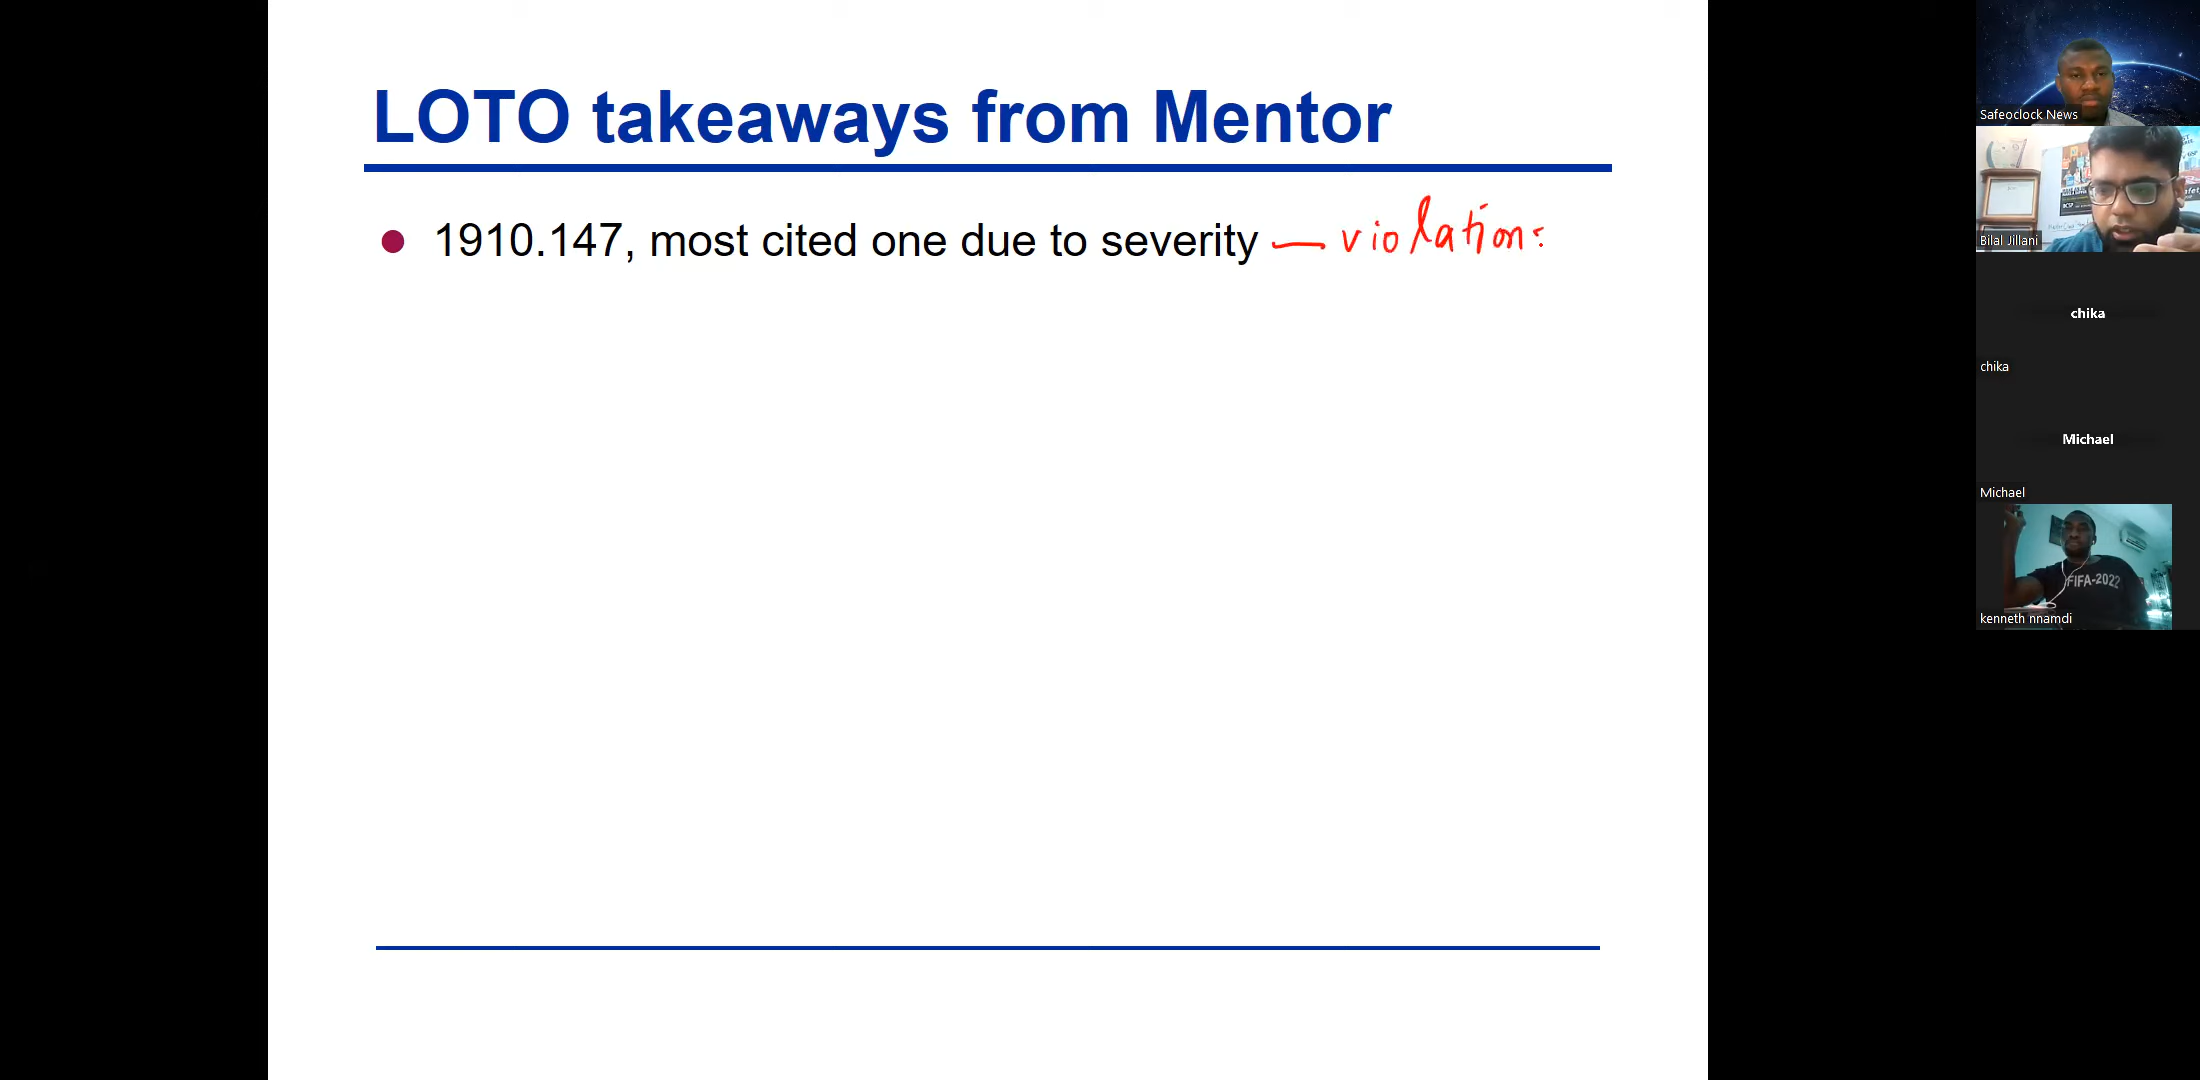 LOTO takeaways from Mentor
1910.147, most cited one due to severity — violation:
Safeoclock News
Bilal Jillani
chika
chika
Michael
Michael
FIFA-2022
kenneth nnamdi